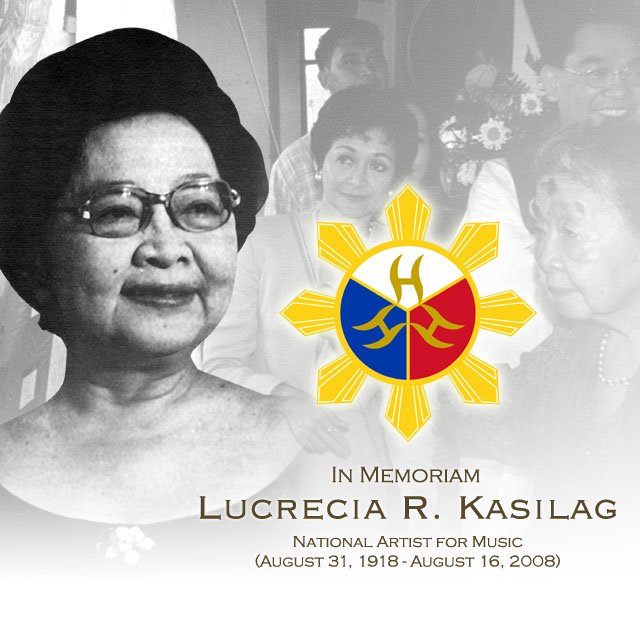 In Memoriam
Lucrecia R. Kasilag
National Artist for Music
(August 31, 1918 - August 16, 2008)